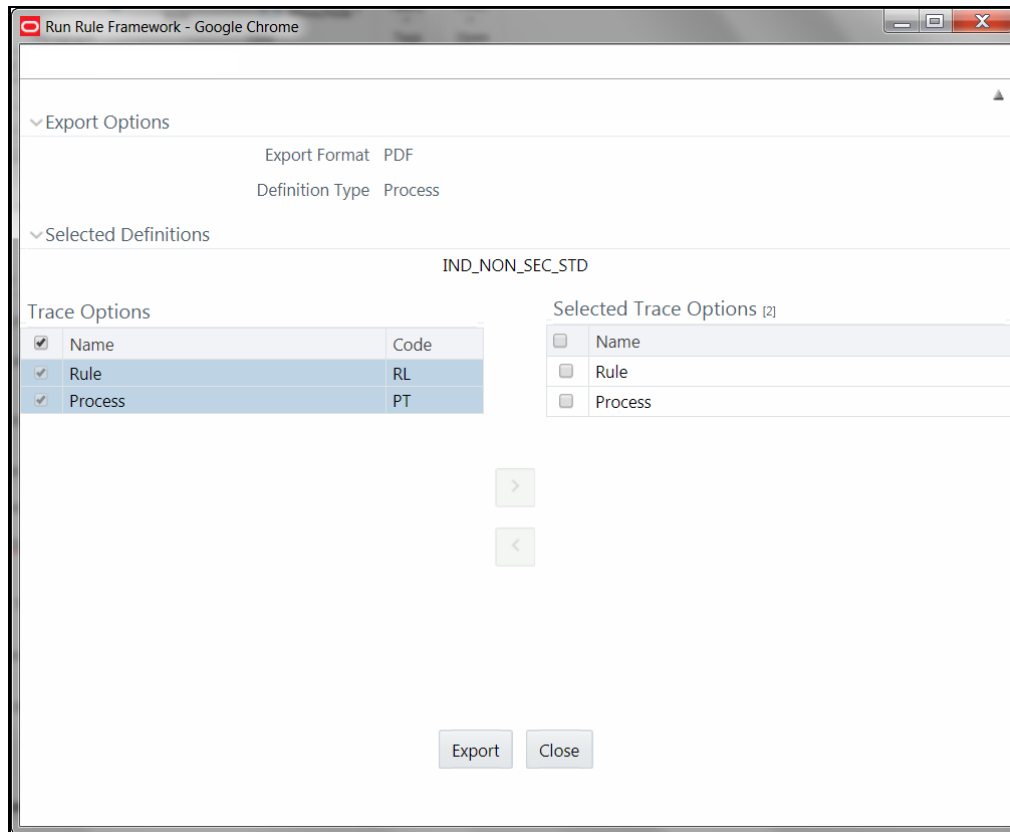 Run Rule Framework - Google Chrome
Export Options
Export Format PDF
Definition Type Process
Selected Definitions
IND_NON_SEC_STD
Trace Options
Name Code
Rule RL
Process PT
Selected Trace Options [2]
Name
Rule
Process
>
<
Export Close